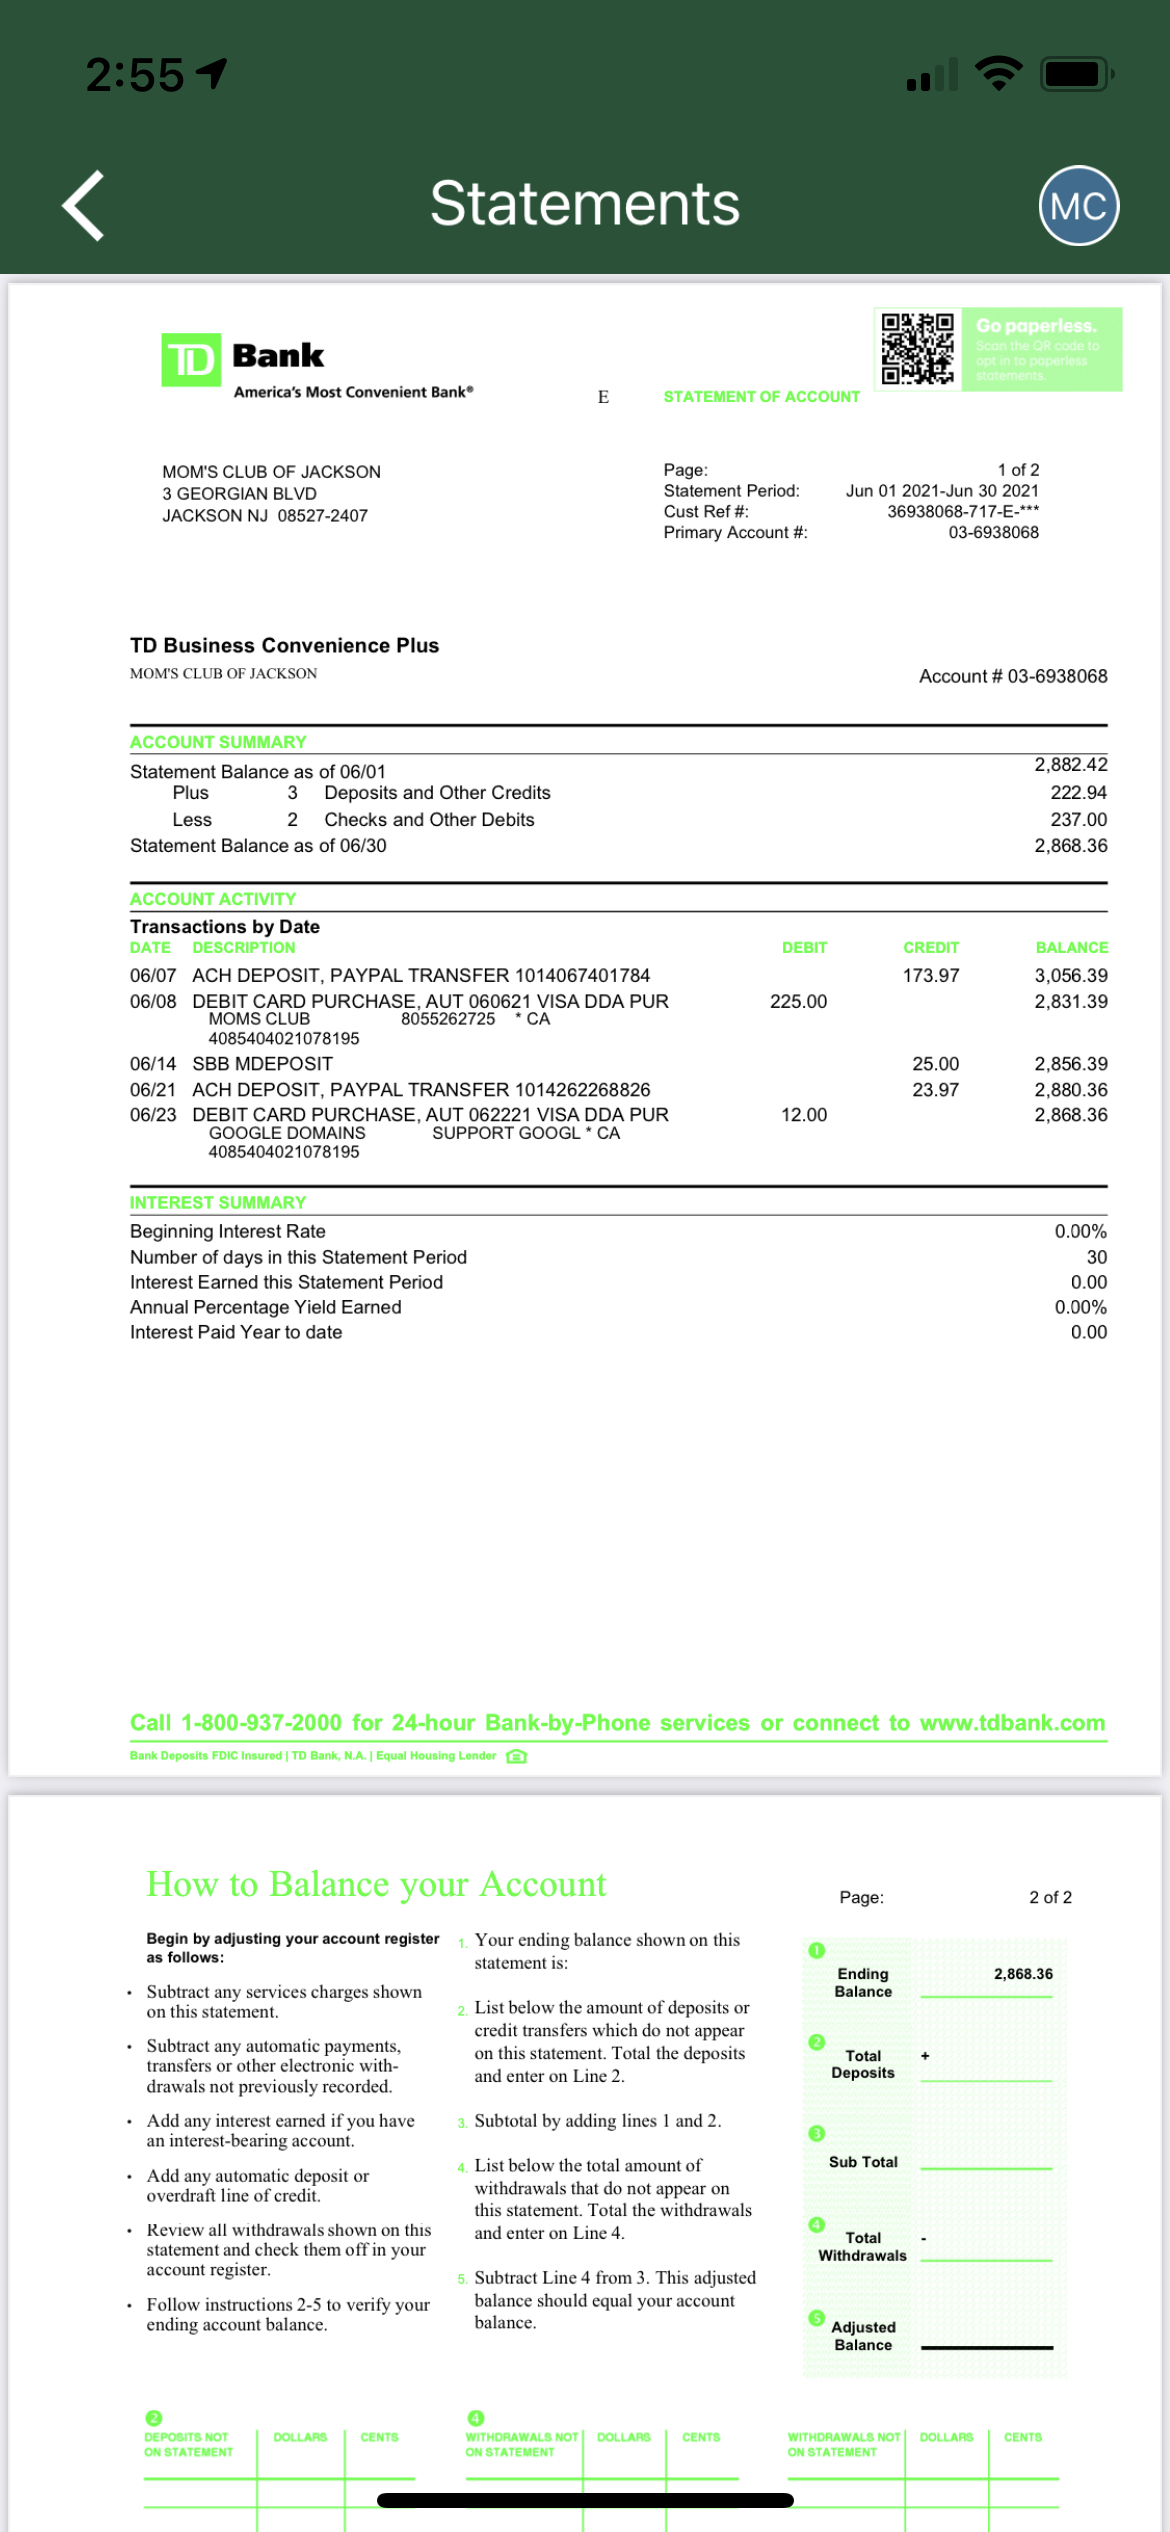 2:55
Statements
MC
TD Bank
America's Most Convenient Bank®
Go paperless.
Scan the QR code to
opt in to paperless
statements.
E
STATEMENT OF ACCOUNT
MOM'S CLUB OF JACKSON
3 GEORGIAN BLVD
JACKSON NJ 08527-2407
Page: 1 of 2
Statement Period: Jun 01 2021-Jun 30 2021
Cust Ref #: 36938068-717-E-***
Primary Account #: 03-6938068
TD Business Convenience Plus
MOM'S CLUB OF JACKSON
Account # 03-6938068
ACCOUNT SUMMARY
Statement Balance as of 06/01 2,882.42
Plus 3 Deposits and Other Credits 222.94
Less 2 Checks and Other Debits 237.00
Statement Balance as of 06/30 2,868.36
ACCOUNT ACTIVITY
Transactions by Date
DATE DESCRIPTION DEBIT CREDIT BALANCE
06/07 ACH DEPOSIT, PAYPAL TRANSFER 1014067401784 173.97 3,056.39
06/08 DEBIT CARD PURCHASE, AUT 060621 VISA DDA PUR 225.00 2,831.39
MOMS CLUB 8055262725 * CA
4085404021078195
06/14 SBB MDEPOSIT 25.00 2,856.39
06/21 ACH DEPOSIT, PAYPAL TRANSFER 1014262268826 23.97 2,880.36
06/23 DEBIT CARD PURCHASE, AUT 062221 VISA DDA PUR 12.00 2,868.36
GOOGLE DOMAINS SUPPORT GOOGL * CA
4085404021078195
INTEREST SUMMARY
Beginning Interest Rate 0.00%
Number of days in this Statement Period 30
Interest Earned this Statement Period 0.00
Annual Percentage Yield Earned 0.00%
Interest Paid Year to date 0.00
Call 1-800-937-2000 for 24-hour Bank-by-Phone services or connect to www.tdbank.com
Bank Deposits FDIC Insured | TD Bank, N.A. | Equal Housing Lender
How to Balance your Account
Page: 2 of 2
Begin by adjusting your account register
as follows:
• Subtract any services charges shown
on this statement.
• Subtract any automatic payments,
transfers or other electronic with-
drawals not previously recorded.
• Add any interest earned if you have
an interest-bearing account.
• Add any automatic deposit or
overdraft line of credit.
• Review all withdrawals shown on this
statement and check them off in your
account register.
• Follow instructions 2-5 to verify your
ending account balance.
1. Your ending balance shown on this
statement is:
2. List below the amount of deposits or
credit transfers which do not appear
on this statement. Total the deposits
and enter on Line 2.
3. Subtotal by adding lines 1 and 2.
4. List below the total amount of
withdrawals that do not appear on
this statement. Total the withdrawals
and enter on Line 4.
5. Subtract Line 4 from 3. This adjusted
balance should equal your account
balance.
1
Ending 2,868.36
Balance
2
Total +
Deposits
3
Sub Total
4
Total -
Withdrawals
5
Adjusted
Balance
2
DEPOSITS NOT DOLLARS CENTS
ON STATEMENT
4
WITHDRAWALS NOT DOLLARS CENTS
ON STATEMENT
WITHDRAWALS NOT DOLLARS CENTS
ON STATEMENT